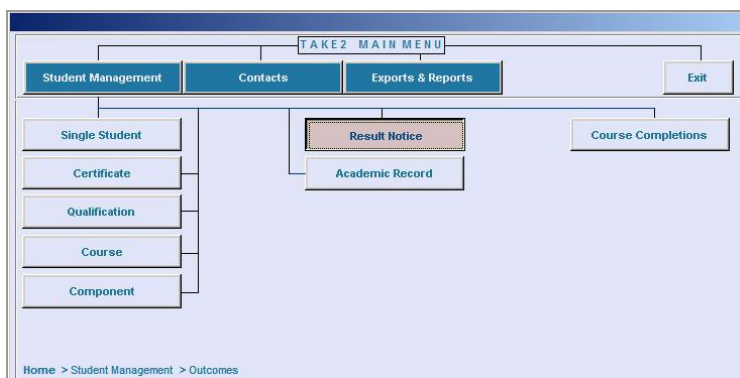 TAKE2 MAIN MENU
Student Management Contacts Exports & Reports Exit
Single Student Result Notice Course Completions
Certificate Academic Record
Qualification
Course
Component
Home > Student Management > Outcomes